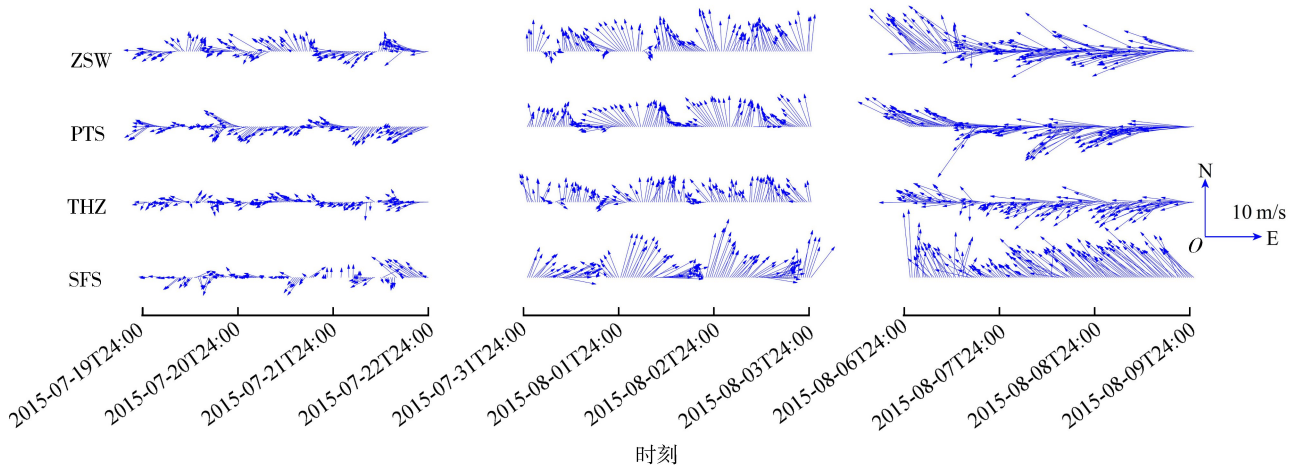 ZSW
PTS
THZ
SFS
N
10 m/s
O
E
2015-07-19T24:00
2015-07-20T24:00
2015-07-21T24:00
2015-07-22T24:00
2015-07-31T24:00
2015-08-01T24:00
2015-08-02T24:00
2015-08-03T24:00
2015-08-06T24:00
2015-08-07T24:00
2015-08-08T24:00
2015-08-09T24:00
时刻